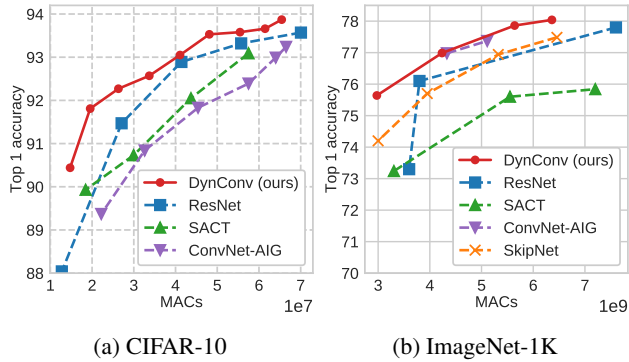 94
93
92
91
90
89
88
Top 1 accuracy
1 2 3 4 5 6 7
MACs
1e7
DynConv (ours)
ResNet
SACT
ConvNet-AIG
(a) CIFAR-10
78
77
76
75
74
73
72
71
70
Top 1 accuracy
3 4 5 6 7
MACs
1e9
DynConv (ours)
ResNet
SACT
ConvNet-AIG
SkipNet
(b) ImageNet-1K